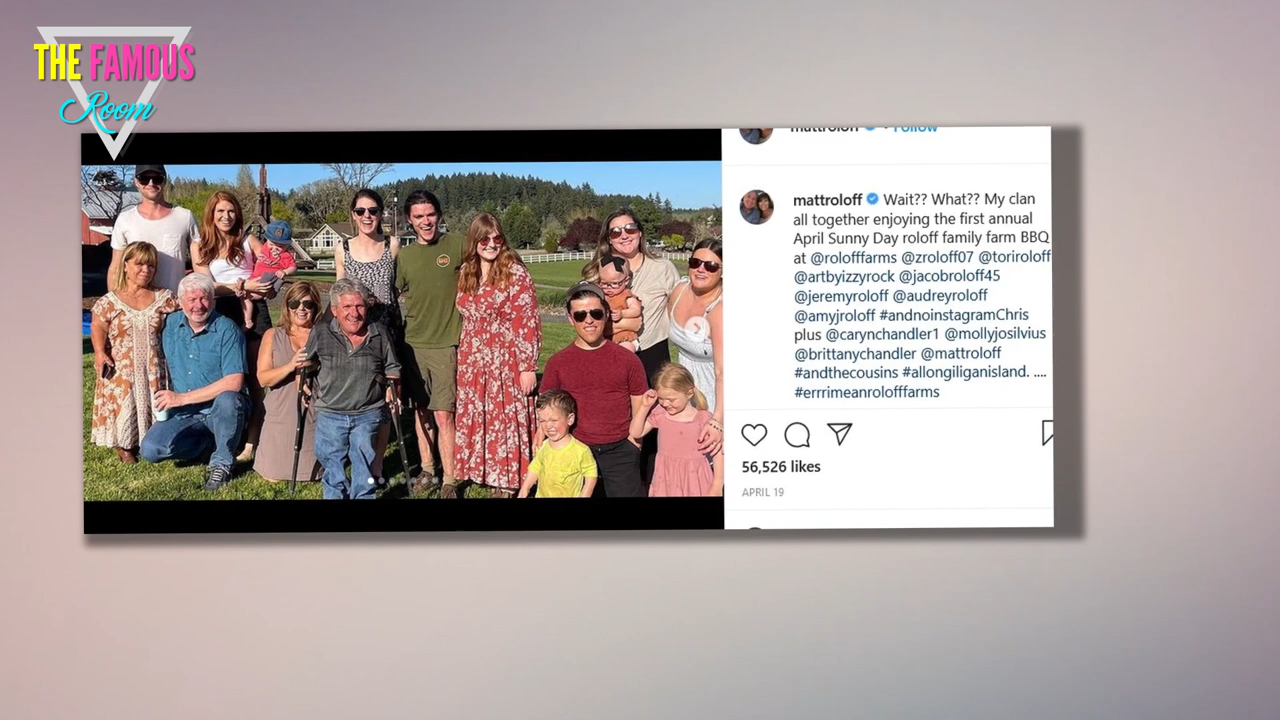 THE FAMOUS
Room
mattroloff • Follow
mattroloff Wait?? What?? My clan
all together enjoying the first annual
April Sunny Day roloff family farm BBQ
at @rolofffarms @zroloff07 @toriroloff
@artbyizzyrock @jacobroloff45
@jeremyroloff @audreyroloff
@amyjroloff #andnoinstagramChris
plus @carynchandler1 @mollyjosilvius
@brittanychandler @mattroloff
#andthecousins #allongiliganisland. ....
#errrimeanrolofffarms
56,526 likes
APRIL 19